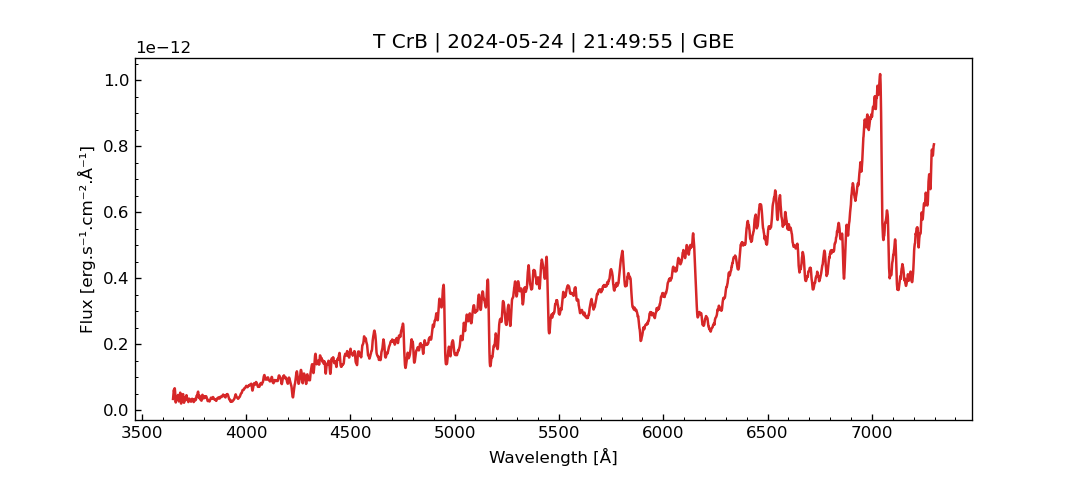 T CrB | 2024-05-24 | 21:49:55 | GBE
1e−12
1.0
0.8
0.6
0.4
0.2
0.0
Flux [erg.s⁻¹.cm⁻².Å⁻¹]
3500 4000 4500 5000 5500 6000 6500 7000
Wavelength [Å]